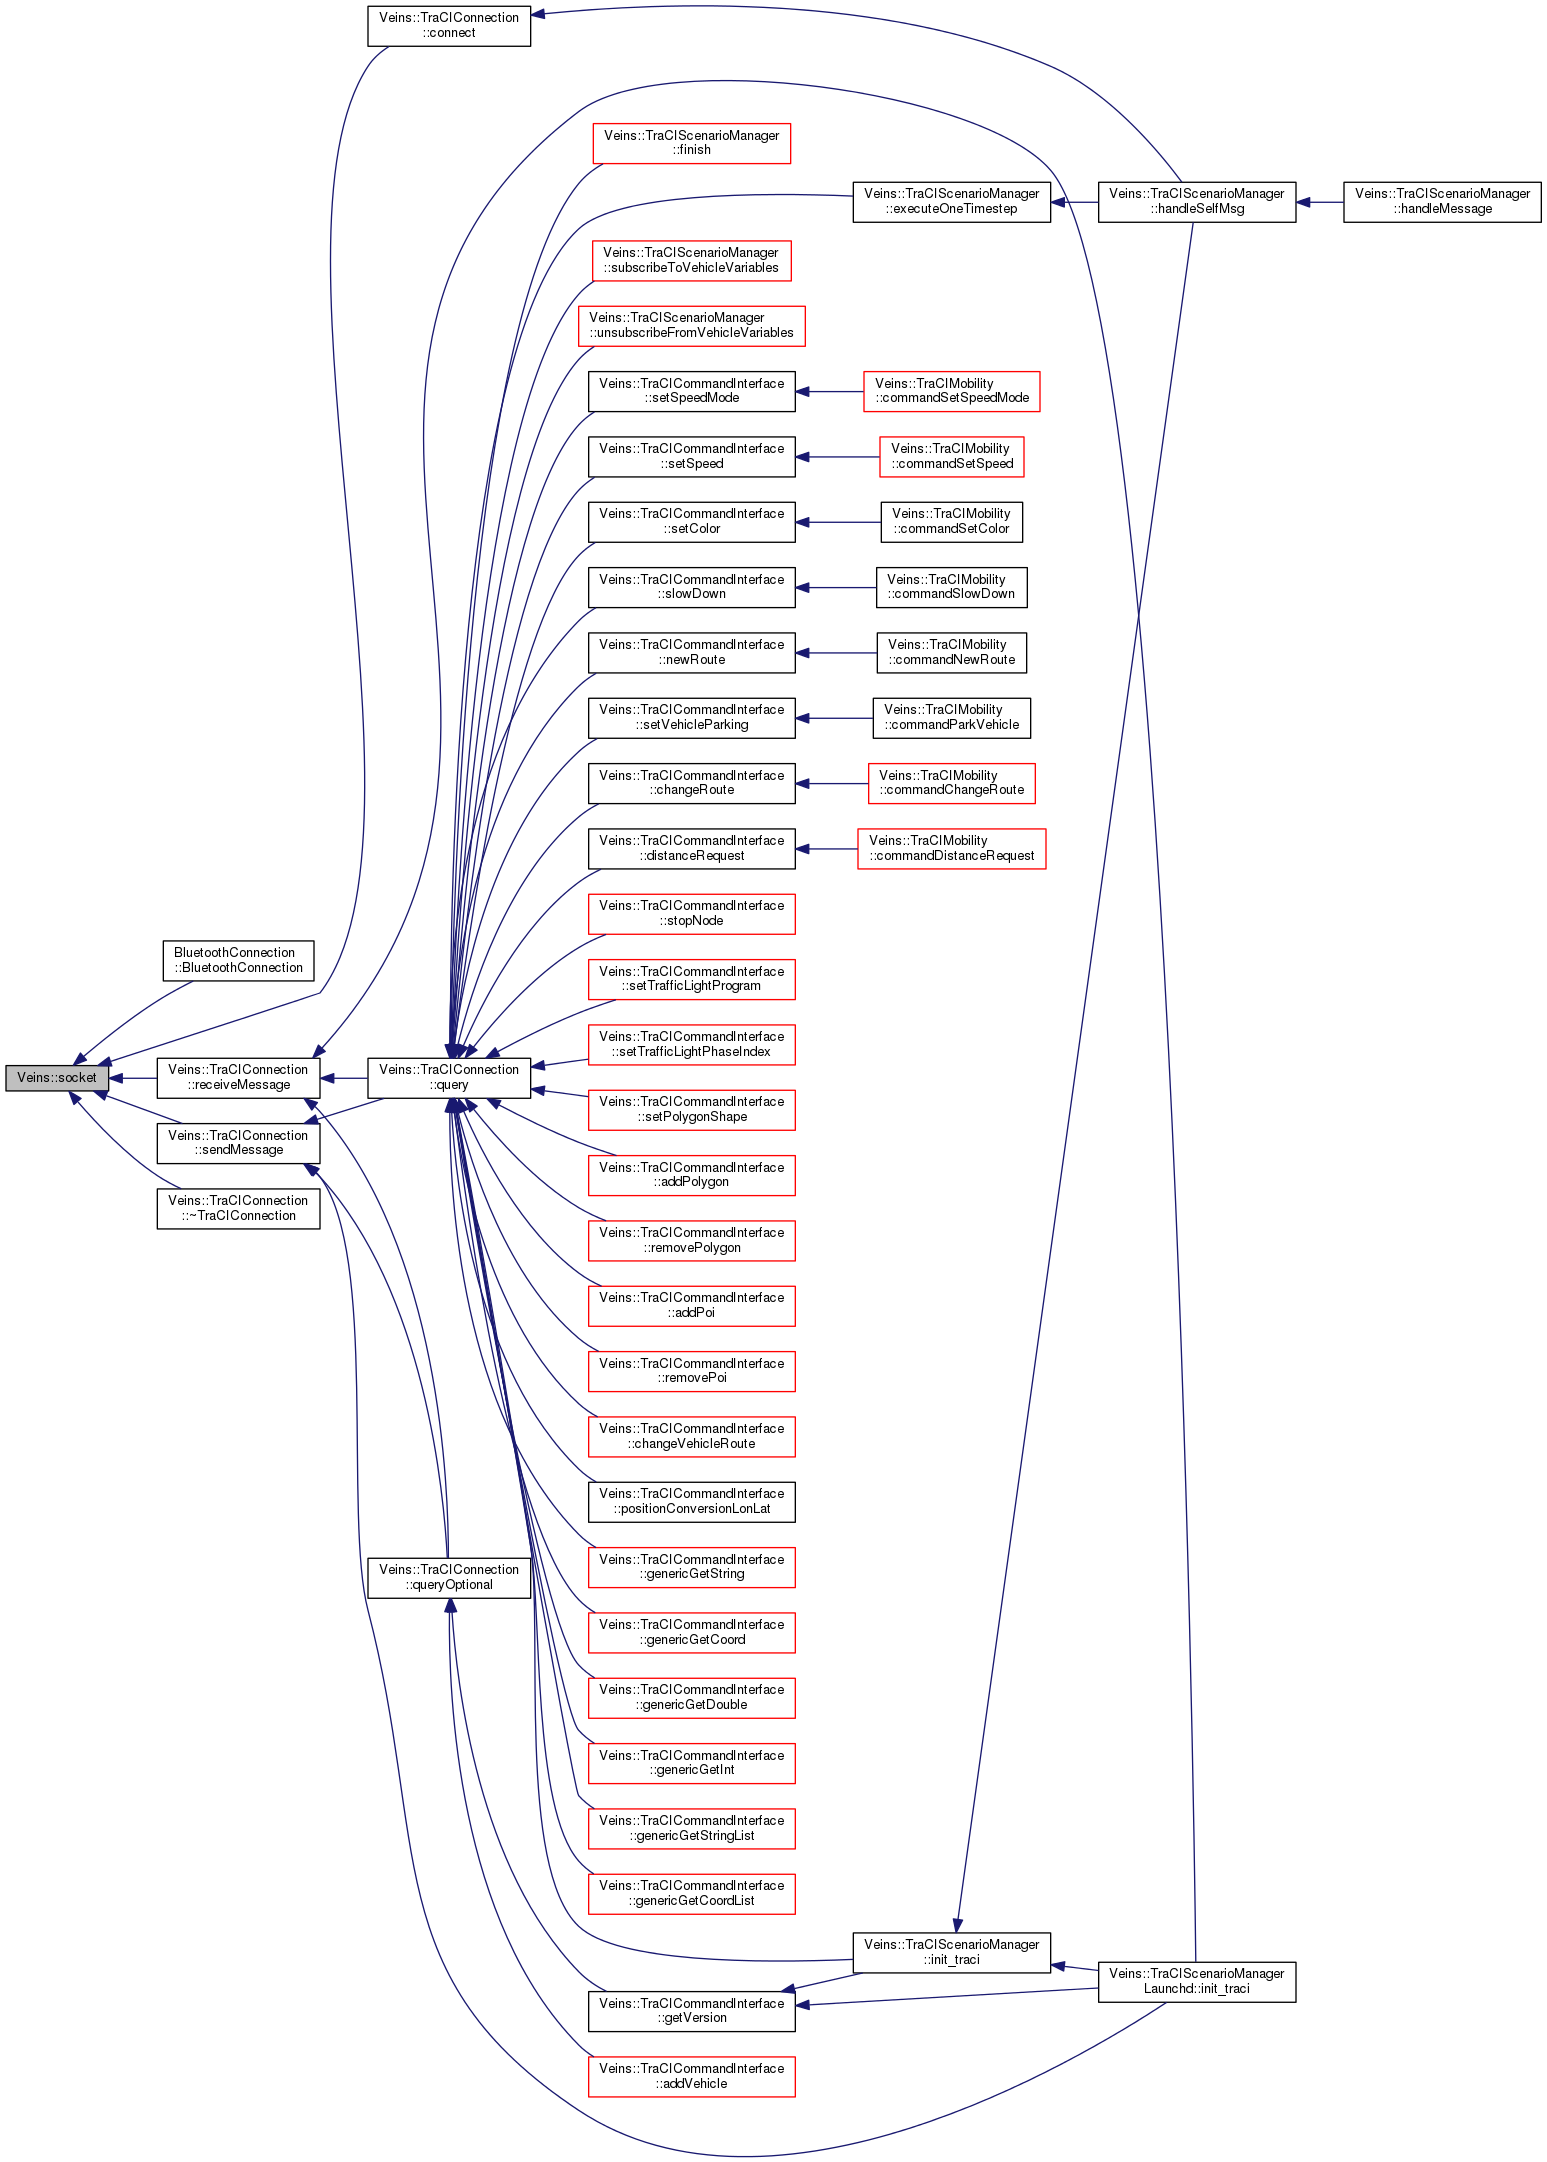 Veins::TraCIConnection
::connect
Veins::TraCIScenarioManager
::finish
Veins::TraCIScenarioManager
::executeOneTimestep
Veins::TraCIScenarioManager
::handleSelfMsg
Veins::TraCIScenarioManager
::handleMessage
Veins::TraCIScenarioManager
::subscribeToVehicleVariables
Veins::TraCIScenarioManager
::unsubscribeFromVehicleVariables
Veins::TraCICommandInterface
::setSpeedMode
Veins::TraCIMobility
::commandSetSpeedMode
Veins::TraCICommandInterface
::setSpeed
Veins::TraCIMobility
::commandSetSpeed
Veins::TraCICommandInterface
::setColor
Veins::TraCIMobility
::commandSetColor
Veins::TraCICommandInterface
::slowDown
Veins::TraCIMobility
::commandSlowDown
Veins::TraCICommandInterface
::newRoute
Veins::TraCIMobility
::commandNewRoute
Veins::TraCICommandInterface
::setVehicleParking
Veins::TraCIMobility
::commandParkVehicle
Veins::TraCICommandInterface
::changeRoute
Veins::TraCIMobility
::commandChangeRoute
Veins::TraCICommandInterface
::distanceRequest
Veins::TraCIMobility
::commandDistanceRequest
Veins::TraCICommandInterface
::stopNode
BluetoothConnection
::BluetoothConnection
Veins::TraCICommandInterface
::setTrafficLightProgram
Veins::TraCICommandInterface
::setTrafficLightPhaseIndex
Veins::socket
Veins::TraCIConnection
::receiveMessage
Veins::TraCIConnection
::query
Veins::TraCICommandInterface
::setPolygonShape
Veins::TraCIConnection
::sendMessage
Veins::TraCICommandInterface
::addPolygon
Veins::TraCIConnection
::~TraCIConnection
Veins::TraCICommandInterface
::removePolygon
Veins::TraCICommandInterface
::addPoi
Veins::TraCICommandInterface
::removePoi
Veins::TraCICommandInterface
::changeVehicleRoute
Veins::TraCICommandInterface
::positionConversionLonLat
Veins::TraCIConnection
::queryOptional
Veins::TraCICommandInterface
::genericGetString
Veins::TraCICommandInterface
::genericGetCoord
Veins::TraCICommandInterface
::genericGetDouble
Veins::TraCICommandInterface
::genericGetInt
Veins::TraCICommandInterface
::genericGetStringList
Veins::TraCICommandInterface
::genericGetCoordList
Veins::TraCIScenarioManager
::init_traci
Veins::TraCIScenarioManager
Launchd::init_traci
Veins::TraCICommandInterface
::getVersion
Veins::TraCICommandInterface
::addVehicle